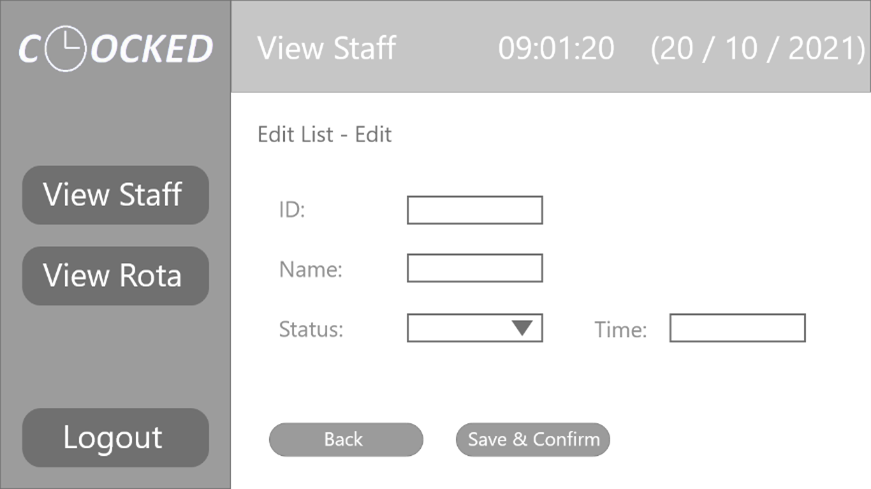 CLOCKED
View Staff 09:01:20 (20 / 10 / 2021)
View Staff
View Rota
Logout
Edit List - Edit
ID:
Name:
Status:
Time:
Back
Save & Confirm